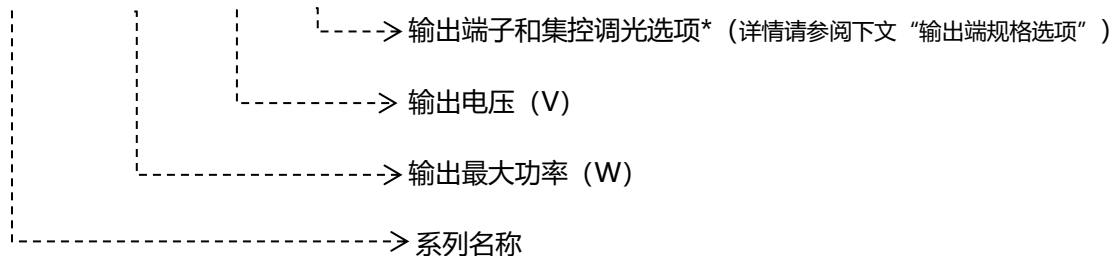 输出端子和集控调光选项*（详情请参阅下文“输出端规格选项”）
输出电压（V）
输出最大功率（W）
系列名称